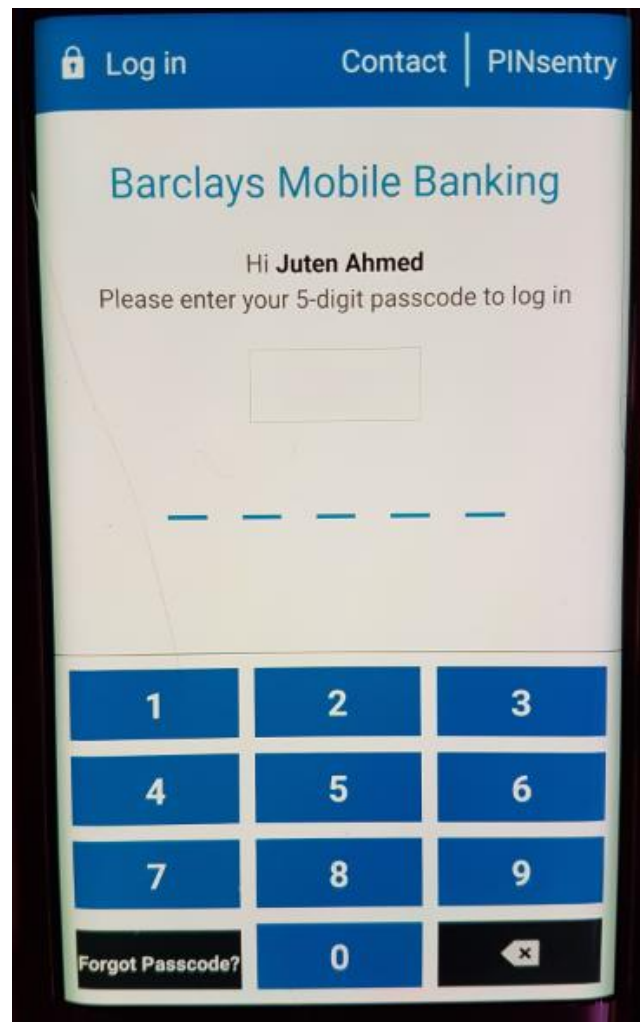 Log in Contact PINsentry
Barclays Mobile Banking
Hi Juten Ahmed
Please enter your 5-digit passcode to log in
1 2 3
4 5 6
7 8 9
Forgot Passcode? 0